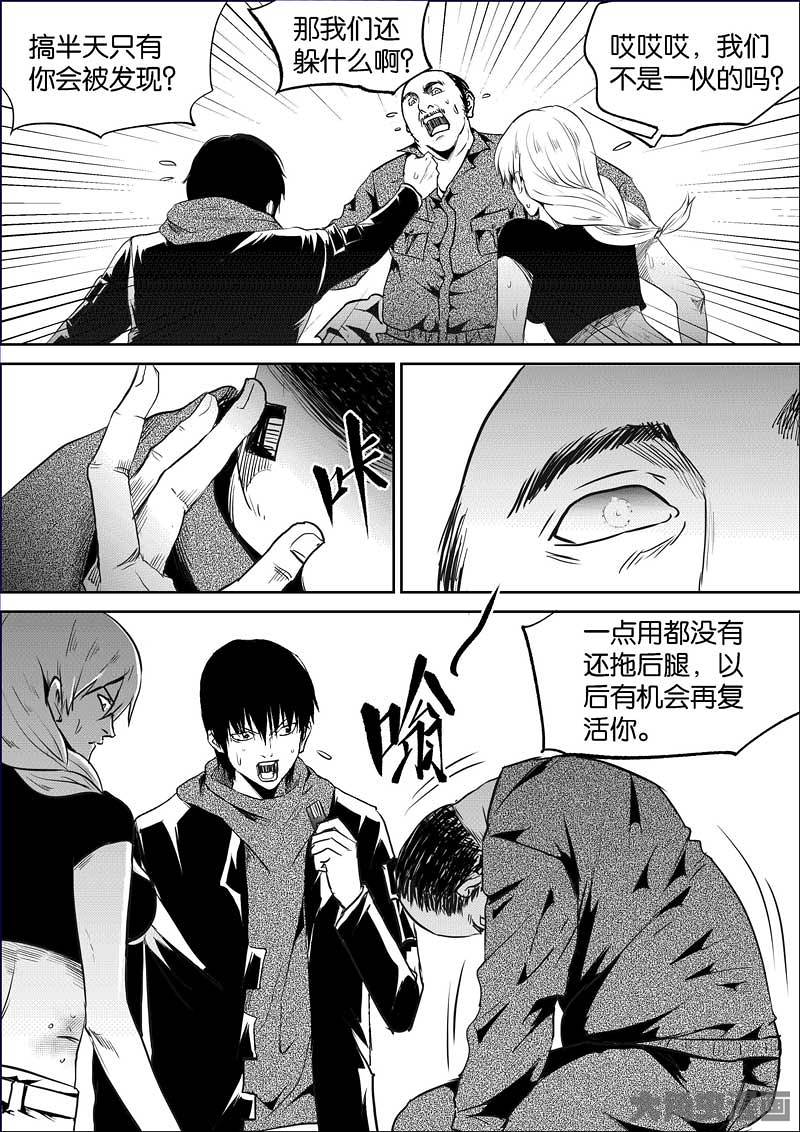 搞半天只有
你会被发现？
那我们还
躲什么啊？
哎哎哎，我们
不是一伙的吗？
咔
嗡
一点用都没有
还拖后腿，以
后有机会再复
活你。